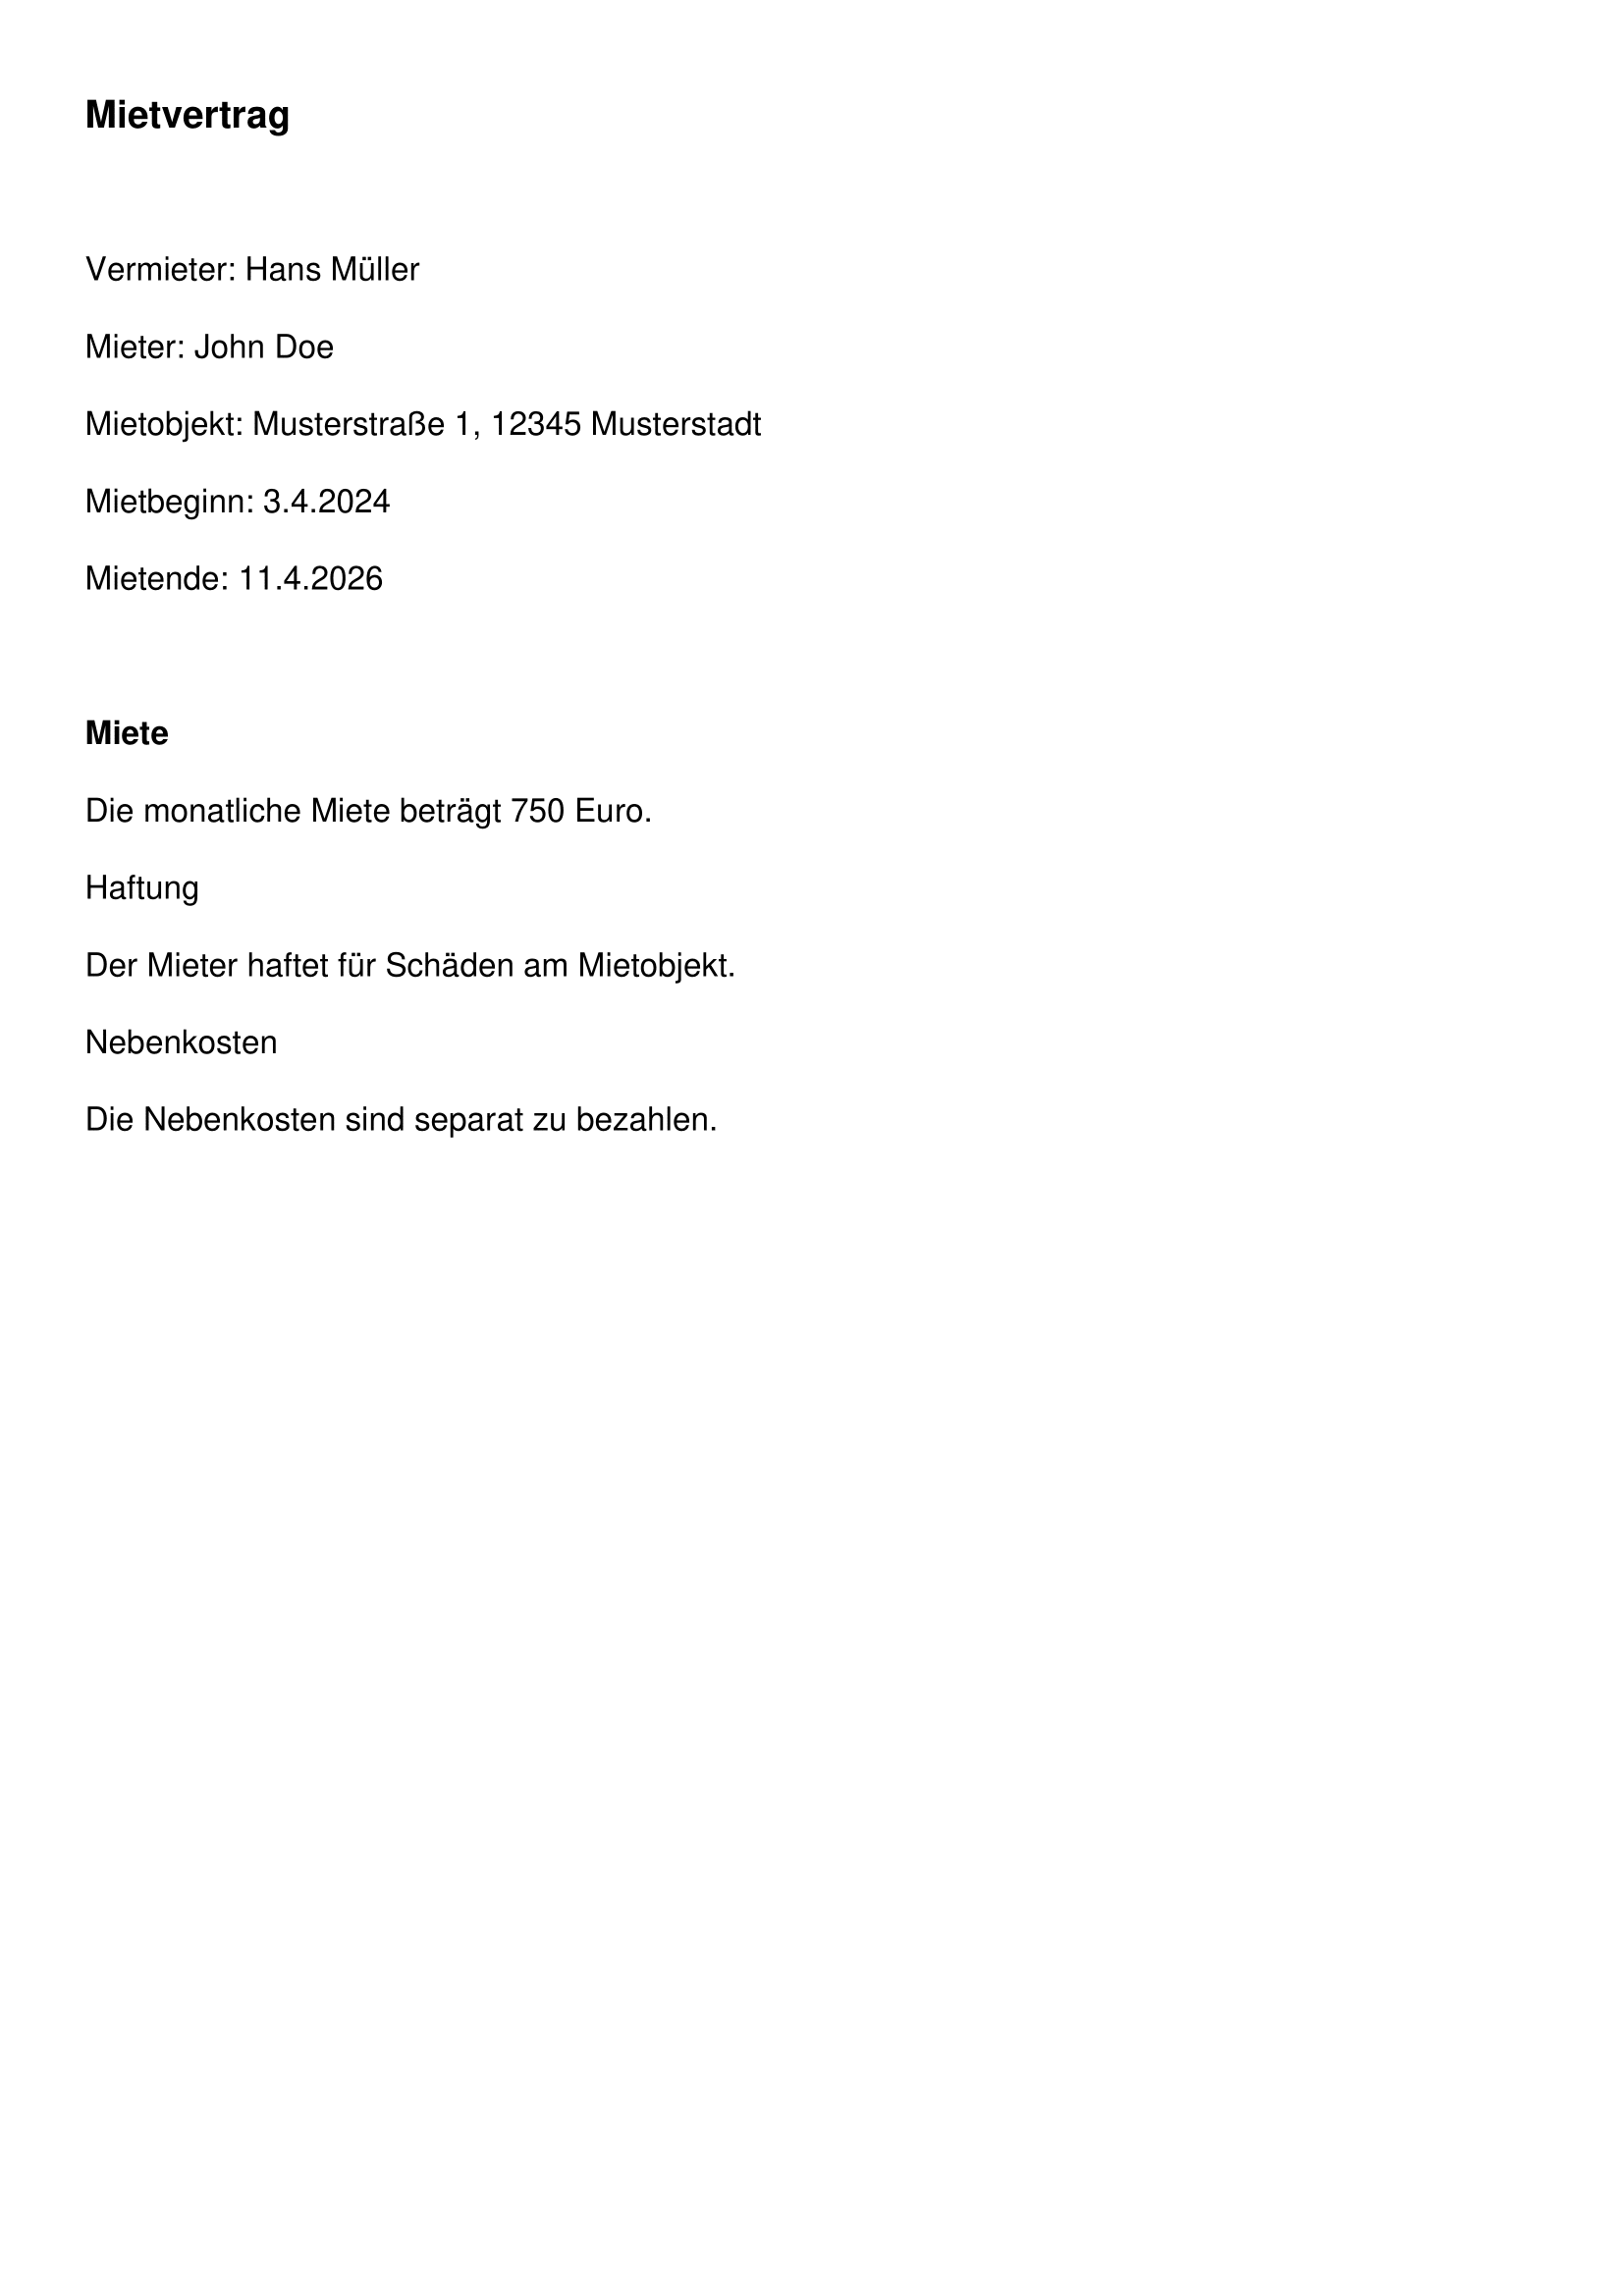 Mietvertrag
Vermieter: Hans Müller
Mieter: John Doe
Mietobjekt: Musterstraße 1, 12345 Musterstadt
Mietbeginn: 3.4.2024
Mietende: 11.4.2026
Miete
Die monatliche Miete beträgt 750 Euro.
Haftung
Der Mieter haftet für Schäden am Mietobjekt.
Nebenkosten
Die Nebenkosten sind separat zu bezahlen.